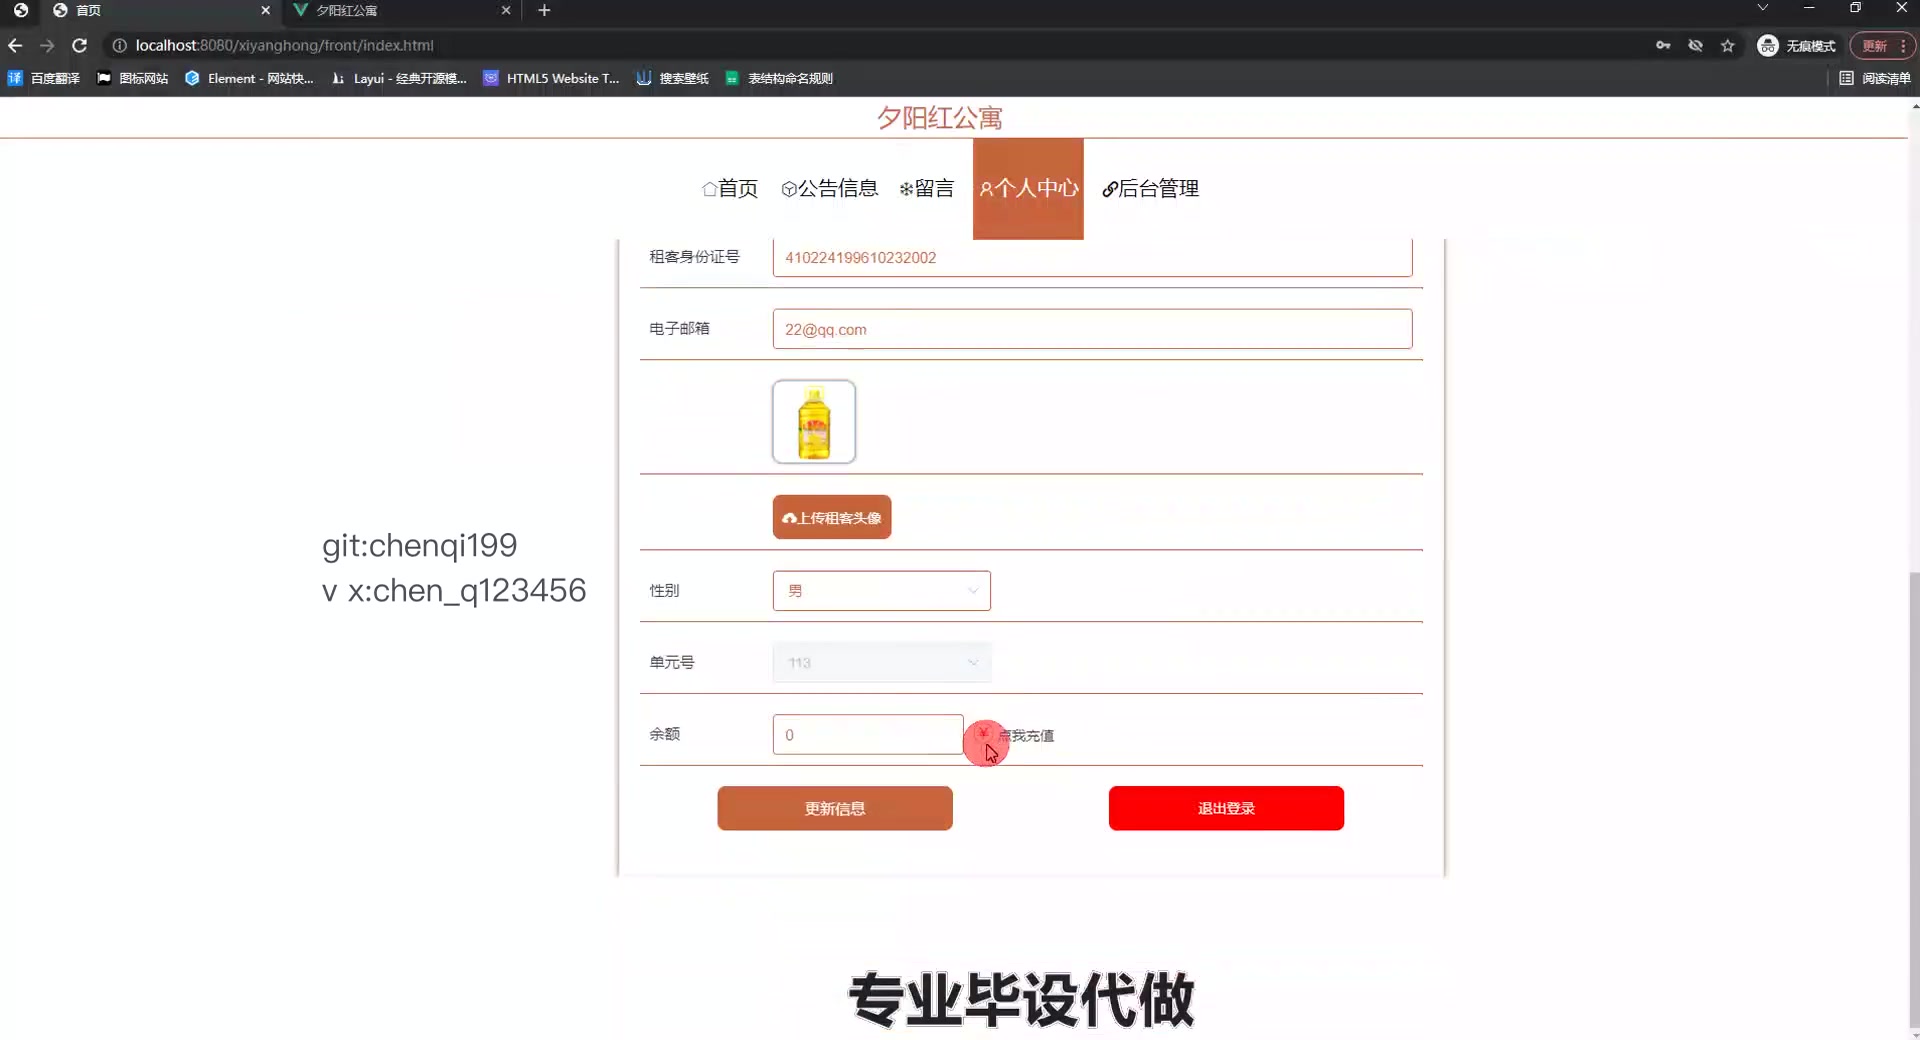 首页
夕阳红公寓
localhost:8080/xiyanghong/front/index.html
无痕模式
更新
百度翻译
图标网站
Element - 网站快...
Layui - 经典开源模...
HTML5 Website T...
搜索壁纸
表结构命名规则
阅读清单
夕阳红公寓
首页
公告信息
留言
个人中心
后台管理
租客身份证号
410224199610232002
电子邮箱
22@qq.com
上传租客头像
git:chenqi199
v x:chen_q123456
性别
男
单元号
113
余额
0
¥
点我充值
更新信息
退出登录
专业毕设代做